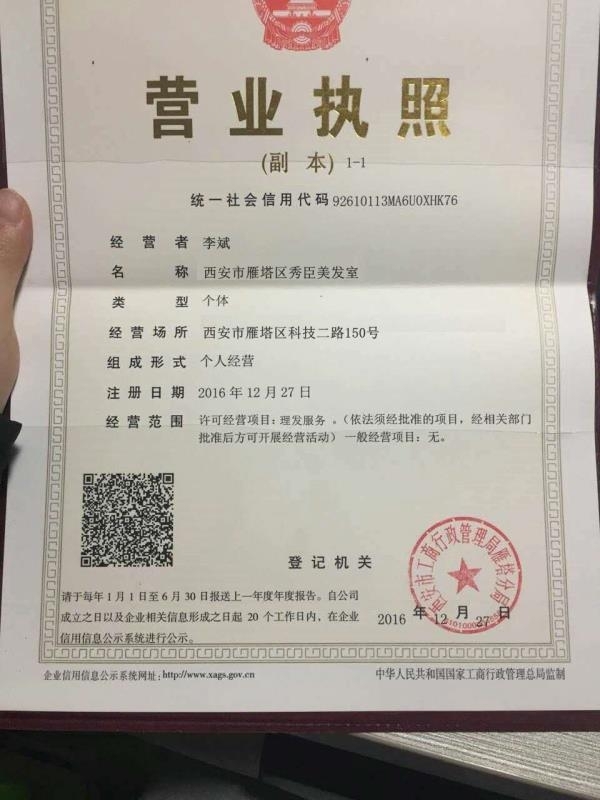 营业执照
(副 本) 1-1
统一社会信用代码 92610113MA6U0XHK76
经营者 李斌
名称 西安市雁塔区秀臣美发室
类型 个体
经营场所 西安市雁塔区科技二路150号
组成形式 个人经营
注册日期 2016年12月27日
经营范围 许可经营项目：理发服务 。（依法须经批准的项目，经相关部门
批准后方可开展经营活动）一般经营项目：无。
西安市工商行政管理局雁塔分局
登记机关
2016 年 12 月 27 日
请于每年1月1日至6月30日报送上一年度年度报告。自公司
成立之日以及企业相关信息形成之日起 20 个工作日内，在企业
信用信息公示系统进行公示。
企业信用信息公示系统网址：http://www.xags.gov.cn
中华人民共和国国家工商行政管理总局监制